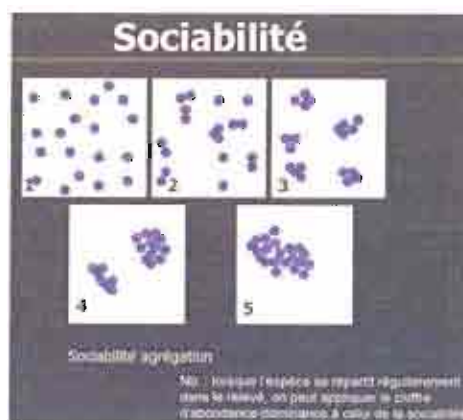 Sociabilité
1
2
3
4
5
Sociabilité agrégation
Nb : lorsque l'espèce se répartit régulièrement
dans le relevé, on peut appliquer le chiffre
d'abondance-dominance à celui de la sociabilité